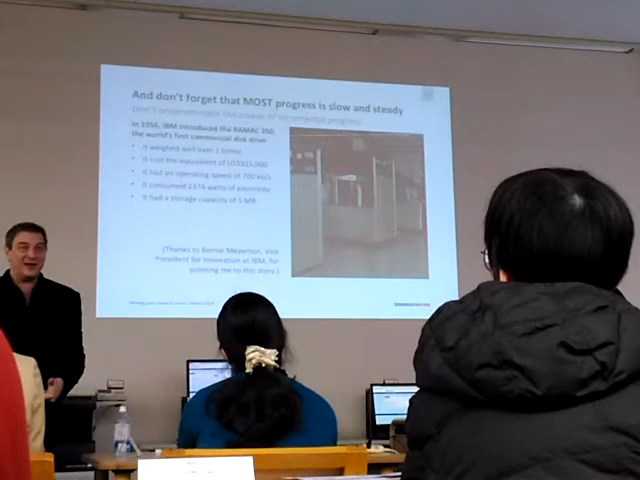 And don't forget that MOST progress is slow and steady
Don't underestimate the power of incremental progress
In 1956, IBM introduced the RAMAC 350,
the world's first commercial disk drive
• It weighed well over 1 tonne
• It cost the equivalent of US$315,000
• It had an operating speed of 700 kb/s
• It consumed 2374 watts of electricity
• It had a storage capacity of 5 MB
(Thanks to Bernie Meyerson, Vice
President for Innovation at IBM, for
pointing me to this story.)